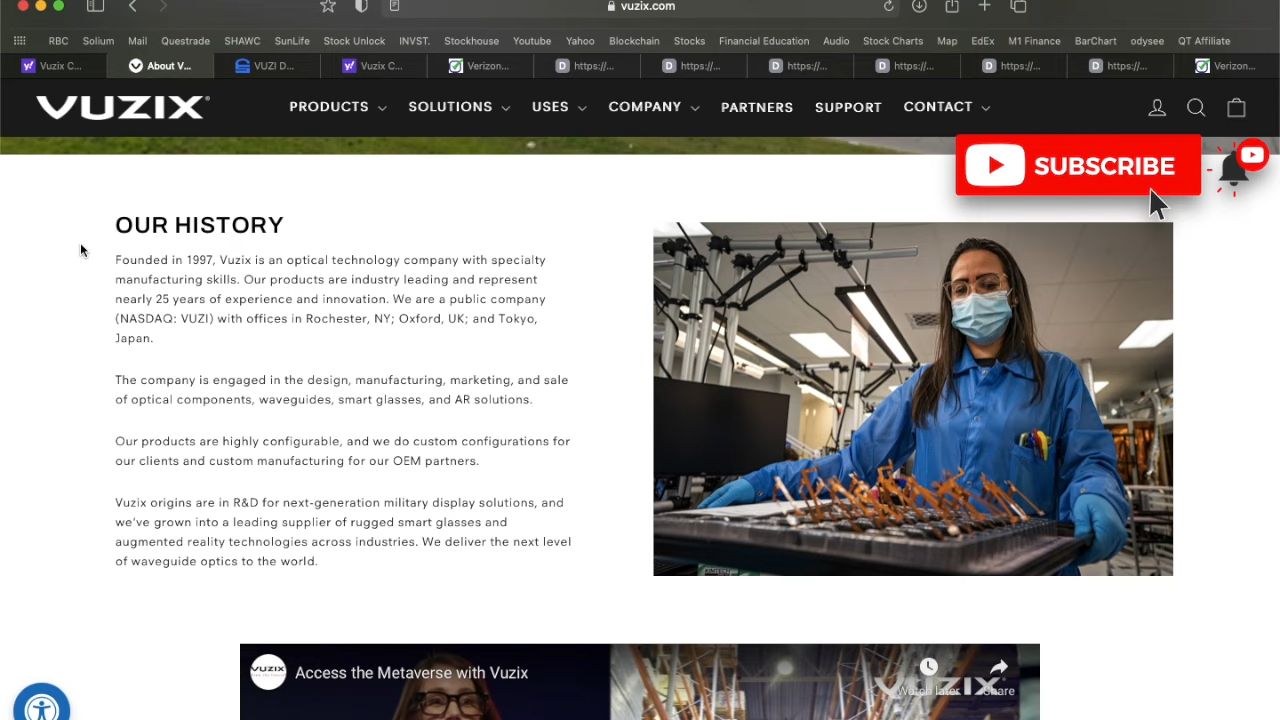 vuzix.com
RBC Solium Mail Questrade SHAWC SunLife Stock Unlock INVST. Stockhouse Youtube Yahoo Blockchain Stocks Financial Education Audio Stock Charts Map EdEx M1 Finance BarChart odysee QT Affiliate
Vuzix C... About V... VUZI D... Vuzix C... Verizon... https://... https://... https://... https://... https://... https://... Verizon...
VUZIX PRODUCTS SOLUTIONS USES COMPANY PARTNERS SUPPORT CONTACT
SUBSCRIBE
OUR HISTORY
Founded in 1997, Vuzix is an optical technology company with specialty
manufacturing skills. Our products are industry leading and represent
nearly 25 years of experience and innovation. We are a public company
(NASDAQ: VUZI) with offices in Rochester, NY; Oxford, UK; and Tokyo,
Japan.
The company is engaged in the design, manufacturing, marketing, and sale
of optical components, waveguides, smart glasses, and AR solutions.
Our products are highly configurable, and we do custom configurations for
our clients and custom manufacturing for our OEM partners.
Vuzix origins are in R&D for next-generation military display solutions, and
we've grown into a leading supplier of rugged smart glasses and
augmented reality technologies across industries. We deliver the next level
of waveguide optics to the world.
VUZIX Access the Metaverse with Vuzix
VUZIX
Watch later Share